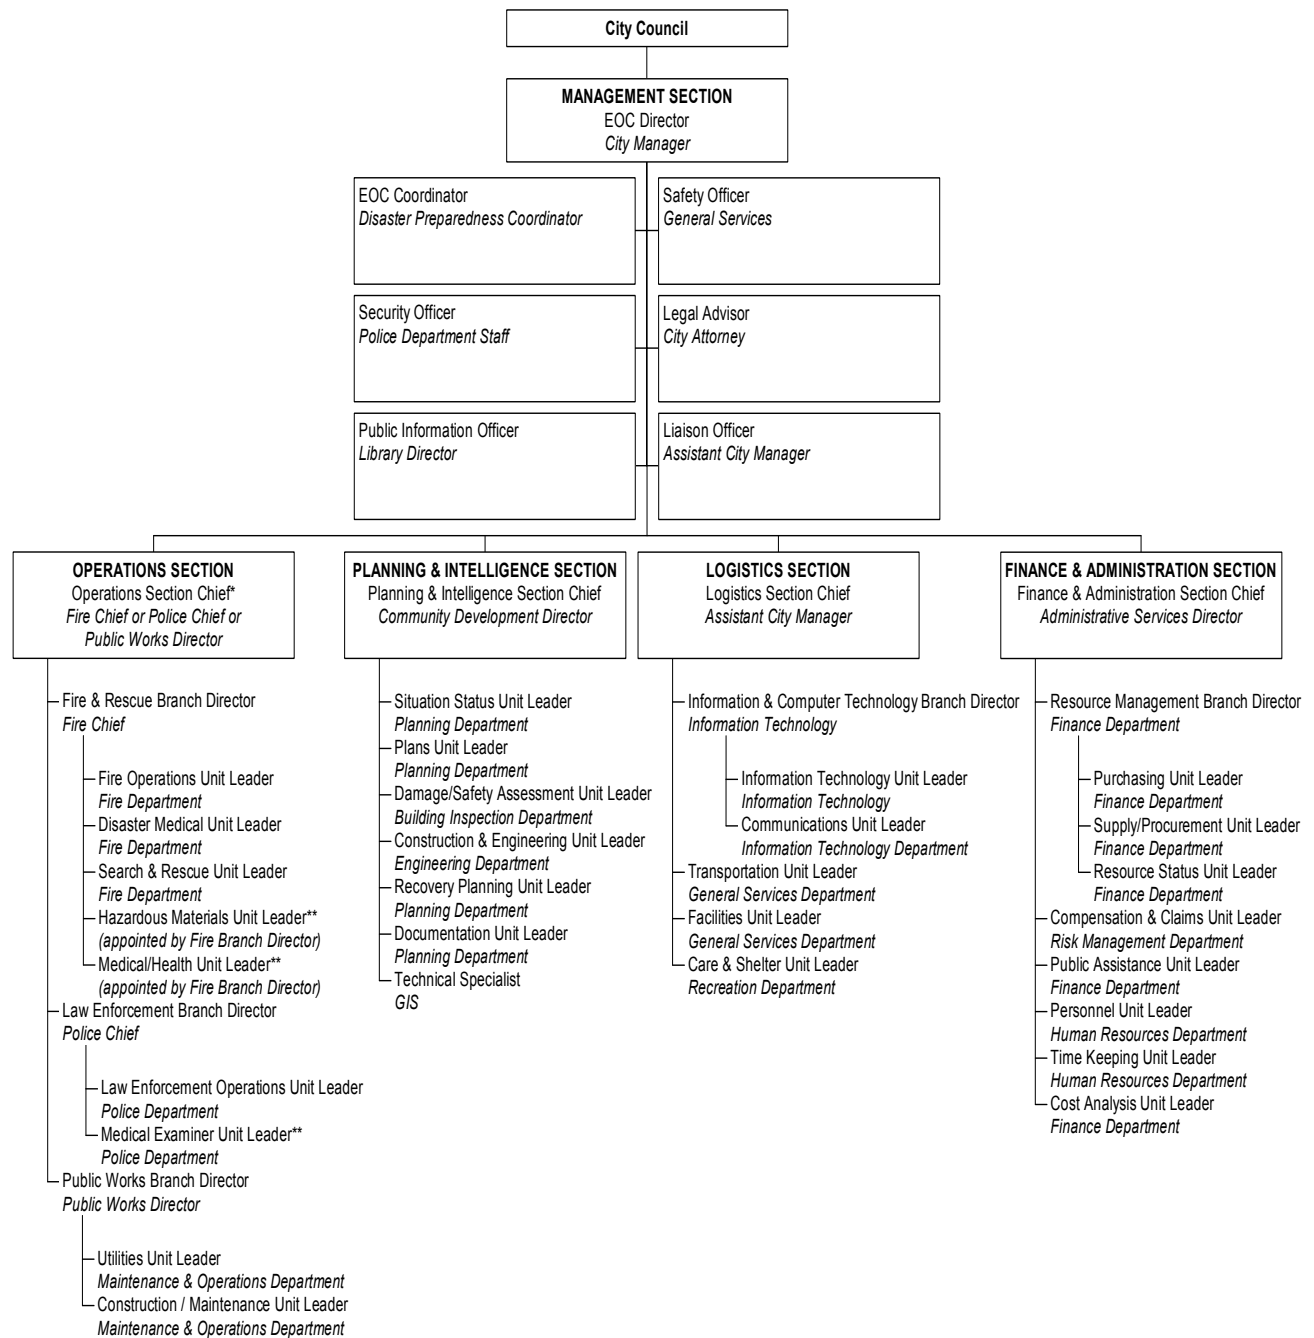 City Council
MANAGEMENT SECTION
EOC Director
City Manager
EOC Coordinator
Disaster Preparedness Coordinator
Safety Officer
General Services
Security Officer
Police Department Staff
Legal Advisor
City Attorney
Public Information Officer
Library Director
Liaison Officer
Assistant City Manager
OPERATIONS SECTION
Operations Section Chief*
Fire Chief or Police Chief or
Public Works Director
Fire & Rescue Branch Director
Fire Chief
Fire Operations Unit Leader
Fire Department
Disaster Medical Unit Leader
Fire Department
Search & Rescue Unit Leader
Fire Department
Hazardous Materials Unit Leader**
(appointed by Fire Branch Director)
Medical/Health Unit Leader**
(appointed by Fire Branch Director)
Law Enforcement Branch Director
Police Chief
Law Enforcement Operations Unit Leader
Police Department
Medical Examiner Unit Leader**
Police Department
Public Works Branch Director
Public Works Director
Utilities Unit Leader
Maintenance & Operations Department
Construction / Maintenance Unit Leader
Maintenance & Operations Department
PLANNING & INTELLIGENCE SECTION
Planning & Intelligence Section Chief
Community Development Director
Situation Status Unit Leader
Planning Department
Plans Unit Leader
Planning Department
Damage/Safety Assessment Unit Leader
Building Inspection Department
Construction & Engineering Unit Leader
Engineering Department
Recovery Planning Unit Leader
Planning Department
Documentation Unit Leader
Planning Department
Technical Specialist
GIS
LOGISTICS SECTION
Logistics Section Chief
Assistant City Manager
Information & Computer Technology Branch Director
Information Technology
Information Technology Unit Leader
Information Technology
Communications Unit Leader
Information Technology Department
Transportation Unit Leader
General Services Department
Facilities Unit Leader
General Services Department
Care & Shelter Unit Leader
Recreation Department
FINANCE & ADMINISTRATION SECTION
Finance & Administration Section Chief
Administrative Services Director
Resource Management Branch Director
Finance Department
Purchasing Unit Leader
Finance Department
Supply/Procurement Unit Leader
Finance Department
Resource Status Unit Leader
Finance Department
Compensation & Claims Unit Leader
Risk Management Department
Public Assistance Unit Leader
Finance Department
Personnel Unit Leader
Human Resources Department
Time Keeping Unit Leader
Human Resources Department
Cost Analysis Unit Leader
Finance Department